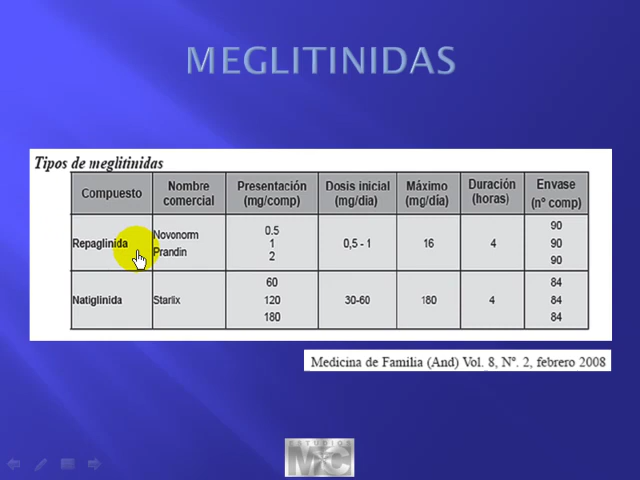 MEGLITINIDAS
Tipos de meglitinidas
Compuesto Nombre comercial Presentación (mg/comp) Dosis inicial (mg/dia) Máximo (mg/día) Duración (horas) Envase (nº comp)
Repaglinida Novonorm Prandin 0.5 1 2 0,5 - 1 16 4 90 90 90
Natiglinida Starlix 60 120 180 30-60 180 4 84 84 84
Medicina de Familia (And) Vol. 8, Nº. 2, febrero 2008
ESTUDIOS
MC